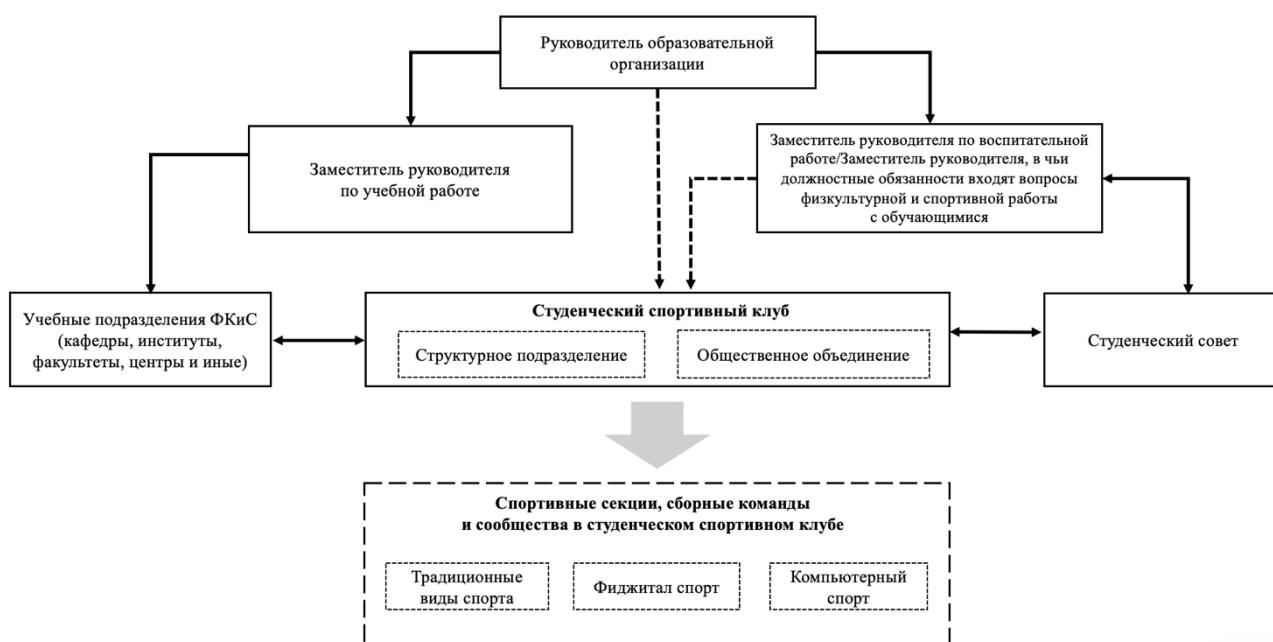 Руководитель образовательной
организации
Заместитель руководителя
по учебной работе
Заместитель руководителя по воспитательной
работе/Заместитель руководителя, в чьи
должностные обязанности входят вопросы
физкультурной и спортивной работы
с обучающимися
Учебные подразделения ФКиС
(кафедры, институты,
факультеты, центры и иные)
Студенческий спортивный клуб
Структурное подразделение
Общественное объединение
Студенческий совет
Спортивные секции, сборные команды
и сообщества в студенческом спортивном клубе
Традиционные
виды спорта
Фиджитал спорт
Компьютерный
спорт